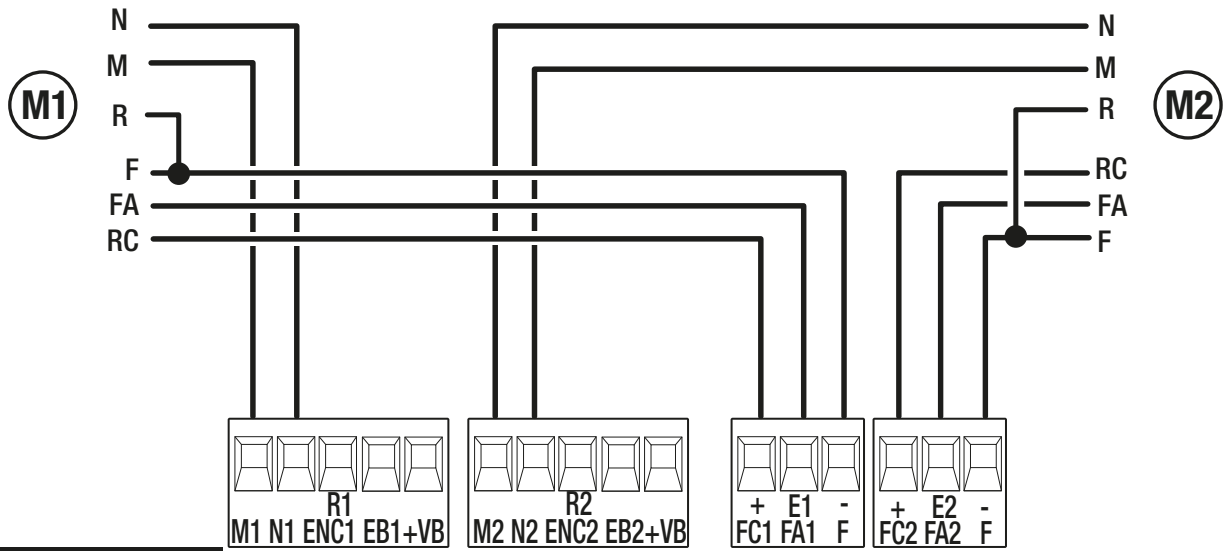 N
M
M1
R
F
FA
RC
N
M
R
M2
RC
FA
F
R1
M1 N1 ENC1 EB1+VB
R2
M2 N2 ENC2 EB2+VB
+ E1 -
FC1 FA1 F
+ E2 -
FC2 FA2 F